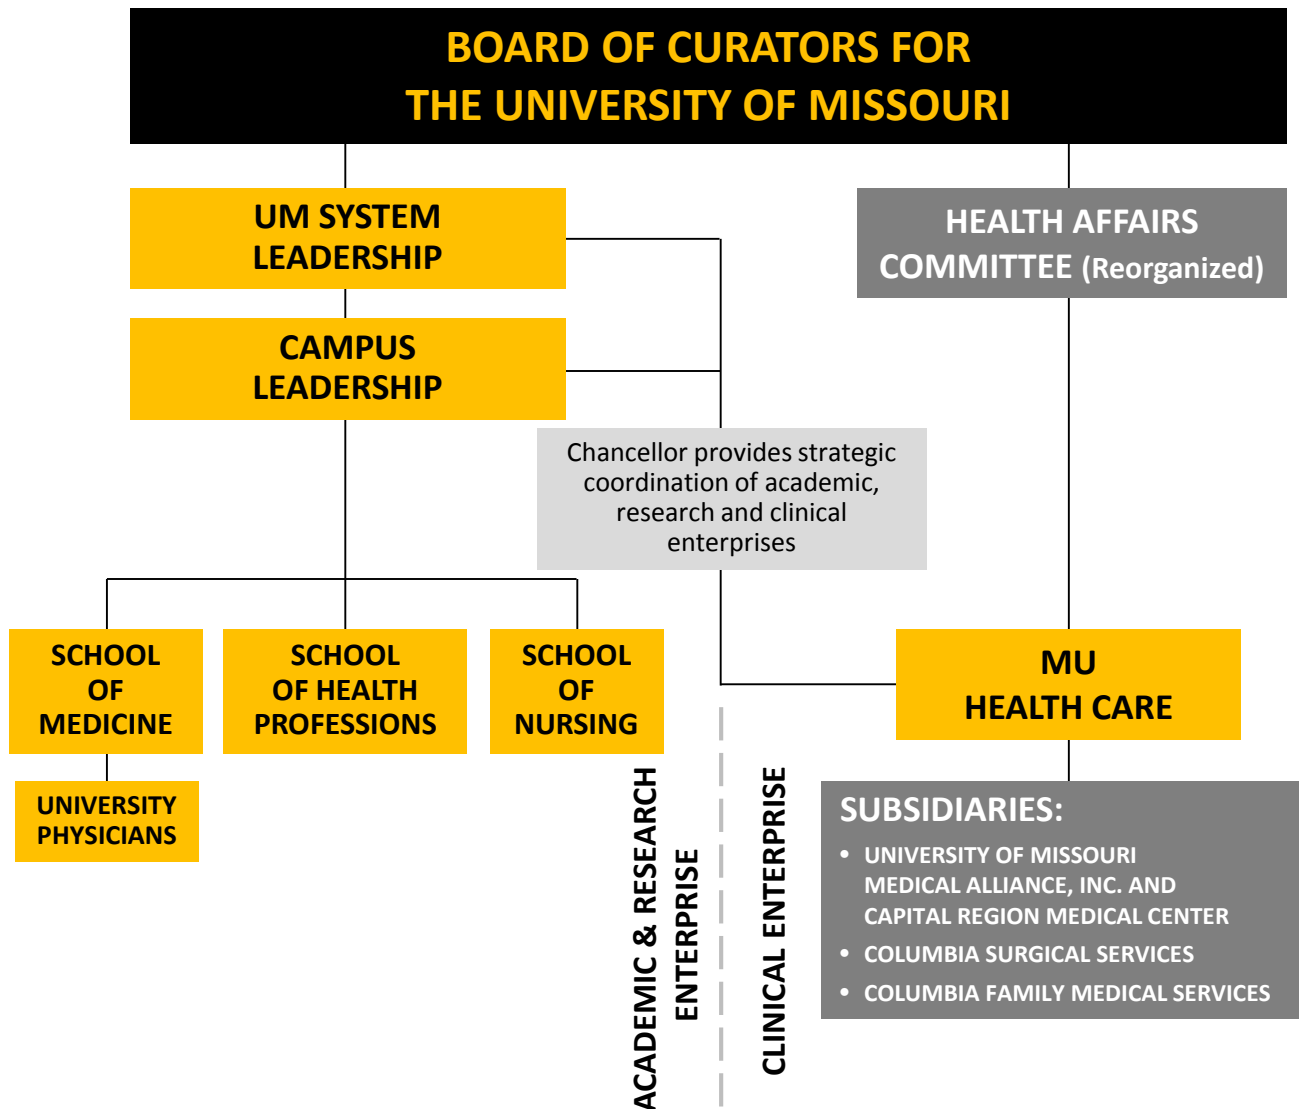 BOARD OF CURATORS FOR
THE UNIVERSITY OF MISSOURI
UM SYSTEM
LEADERSHIP
HEALTH AFFAIRS
COMMITTEE (Reorganized)
CAMPUS
LEADERSHIP
Chancellor provides strategic
coordination of academic,
research and clinical
enterprises
SCHOOL
OF
MEDICINE
SCHOOL
OF HEALTH
PROFESSIONS
SCHOOL
OF
NURSING
MU
HEALTH CARE
UNIVERSITY
PHYSICIANS
ACADEMIC & RESEARCH
ENTERPRISE
CLINICAL ENTERPRISE
SUBSIDIARIES:
• UNIVERSITY OF MISSOURI
MEDICAL ALLIANCE, INC. AND
CAPITAL REGION MEDICAL CENTER
• COLUMBIA SURGICAL SERVICES
• COLUMBIA FAMILY MEDICAL SERVICES